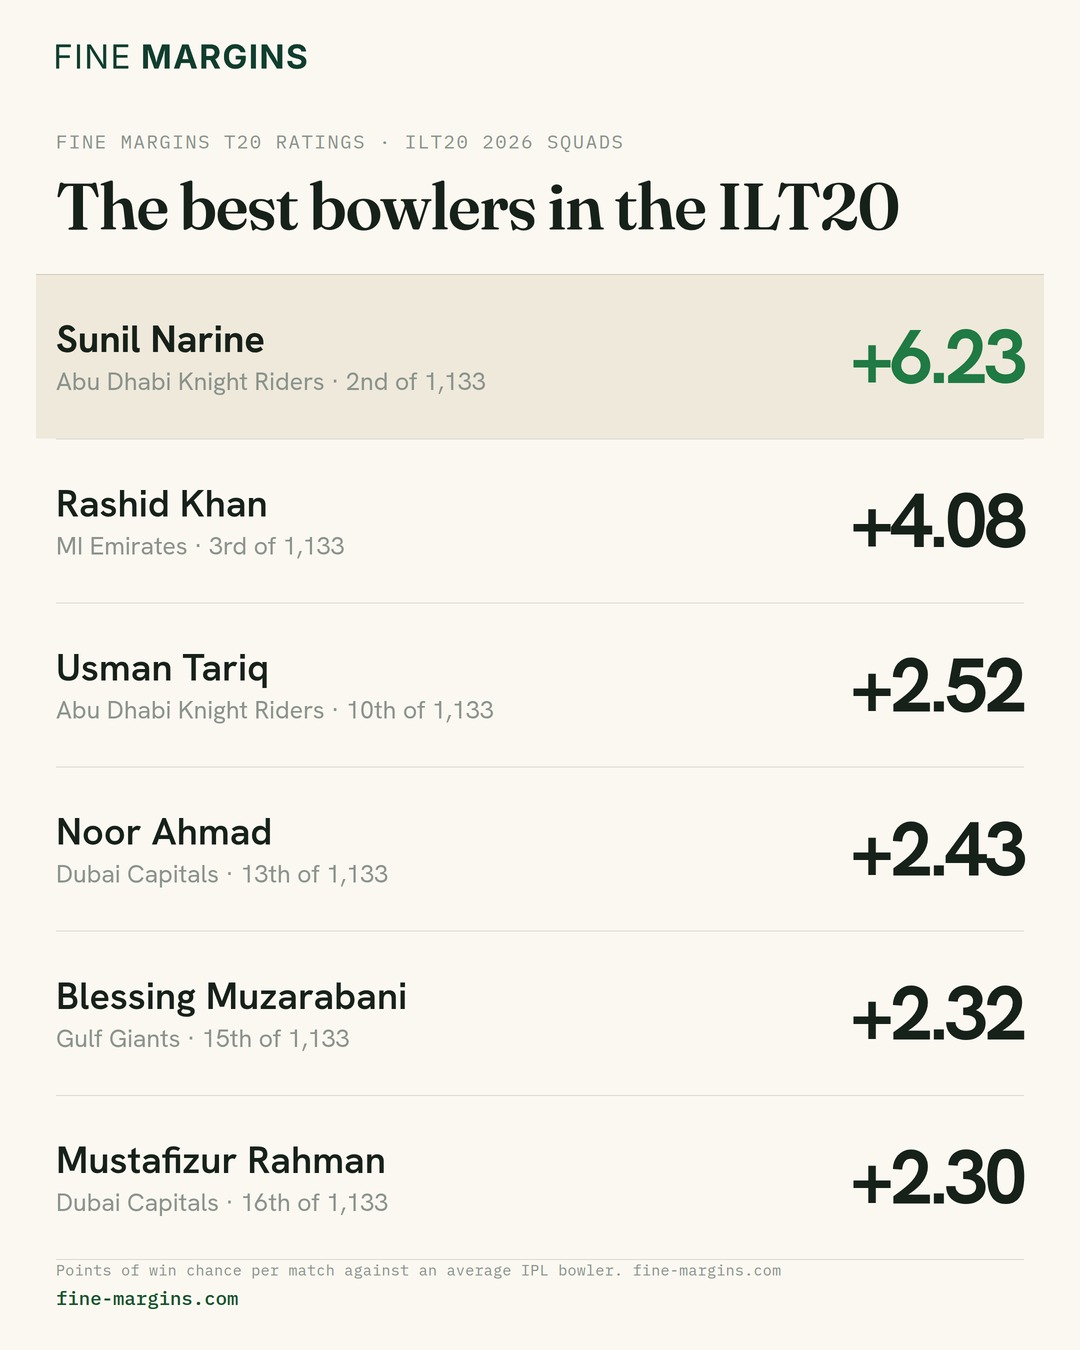 FINE MARGINS
FINE MARGINS T20 RATINGS · ILT20 2026 SQUADS
The best bowlers in the ILT20
Sunil Narine
Abu Dhabi Knight Riders · 2nd of 1,133
+6.23
Rashid Khan
MI Emirates · 3rd of 1,133
+4.08
Usman Tariq
Abu Dhabi Knight Riders · 10th of 1,133
+2.52
Noor Ahmad
Dubai Capitals · 13th of 1,133
+2.43
Blessing Muzarabani
Gulf Giants · 15th of 1,133
+2.32
Mustafizur Rahman
Dubai Capitals · 16th of 1,133
+2.30
Points of win chance per match against an average IPL bowler. fine-margins.com
fine-margins.com